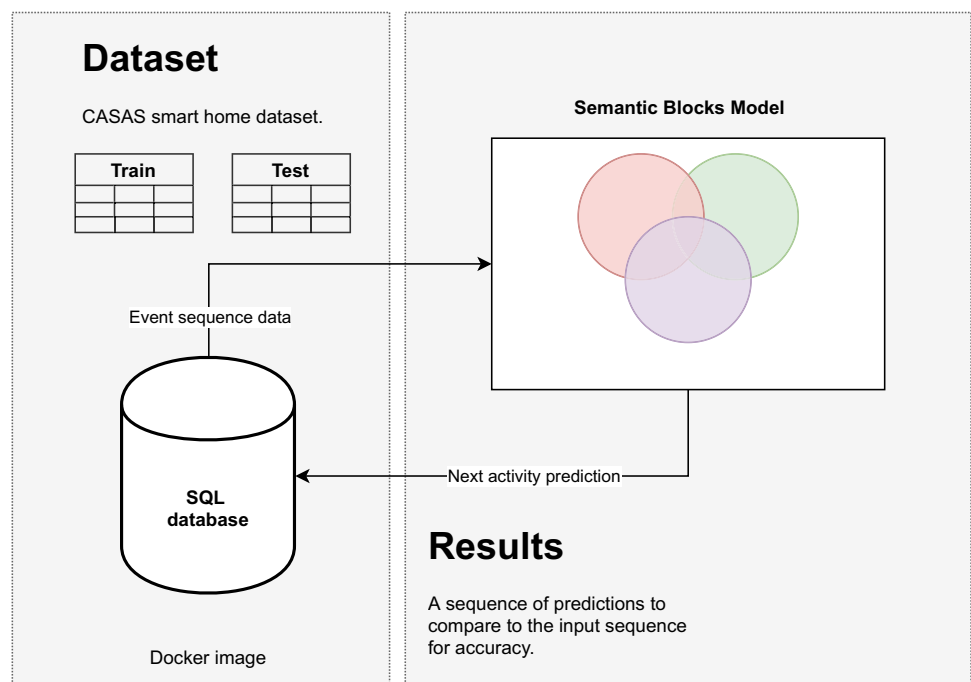 Dataset
CASAS smart home dataset.
Train
Test
Event sequence data
SQL
database
Docker image
Semantic Blocks Model
Next activity prediction
Results
A sequence of predictions to
compare to the input sequence
for accuracy.